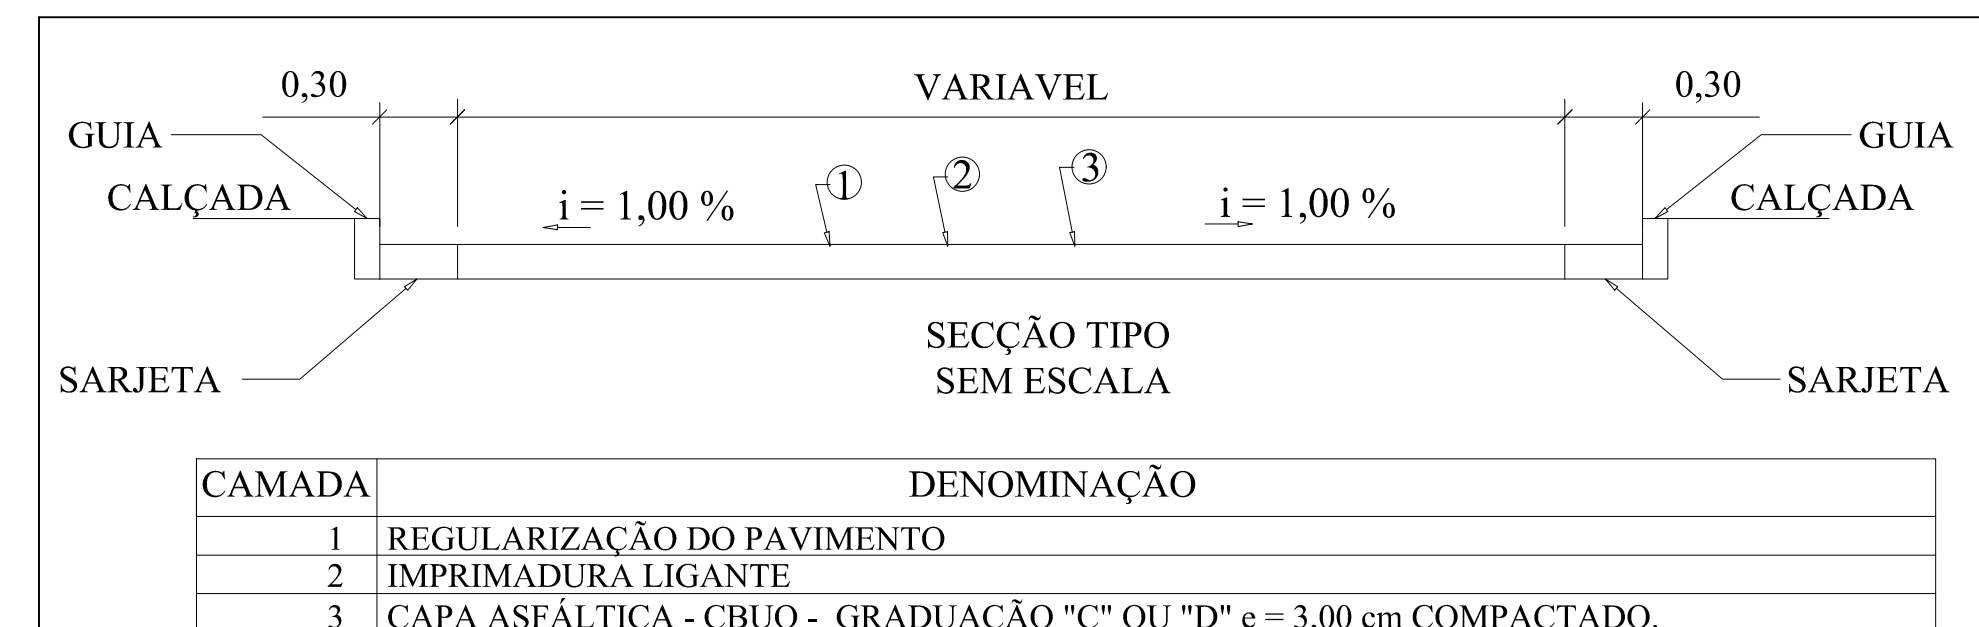 0,30 VARIAVEL 0,30
GUIA GUIA
CALÇADA CALÇADA
i = 1,00 % 1 2 3 i = 1,00 %
SECÇÃO TIPO
SEM ESCALA
SARJETA SARJETA
CAMADA DENOMINAÇÃO
1 REGULARIZAÇÃO DO PAVIMENTO
2 IMPRIMADURA LIGANTE
3 CAPA ASFÁLTICA - CBUQ - GRADUAÇÃO "C" OU "D" e = 3,00 cm COMPACTADO.